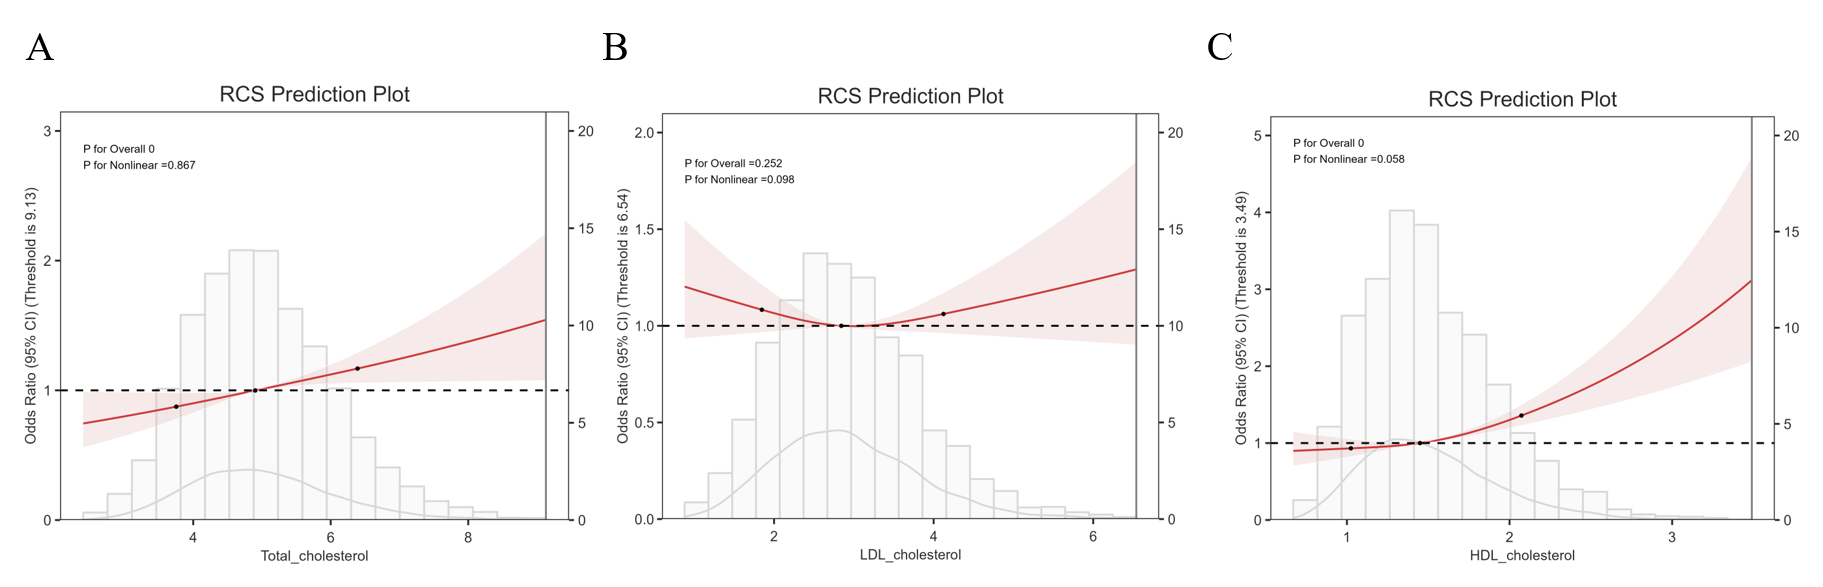 A
RCS Prediction Plot
P for Overall 0
P for Nonlinear =0.867
Odds Ratio (95% CI) (Threshold is 9.13)
3
2
1
0
20
15
10
5
0
4 6 8
Total_cholesterol
B
RCS Prediction Plot
P for Overall =0.252
P for Nonlinear =0.098
Odds Ratio (95% CI) (Threshold is 6.54)
2.0
1.5
1.0
0.5
0.0
20
15
10
5
0
2 4 6
LDL_cholesterol
C
RCS Prediction Plot
P for Overall 0
P for Nonlinear =0.058
Odds Ratio (95% CI) (Threshold is 3.49)
5
4
3
2
1
0
20
15
10
5
0
1 2 3
HDL_cholesterol